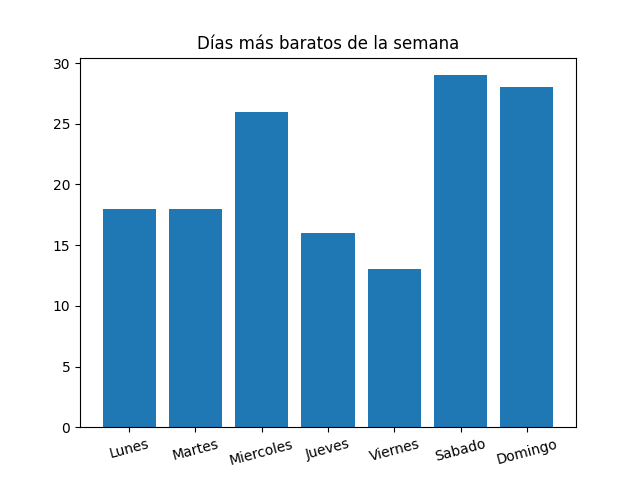 Días más baratos de la semana
30
25
20
15
10
5
0
Lunes
Martes
Miercoles
Jueves
Viernes
Sabado
Domingo